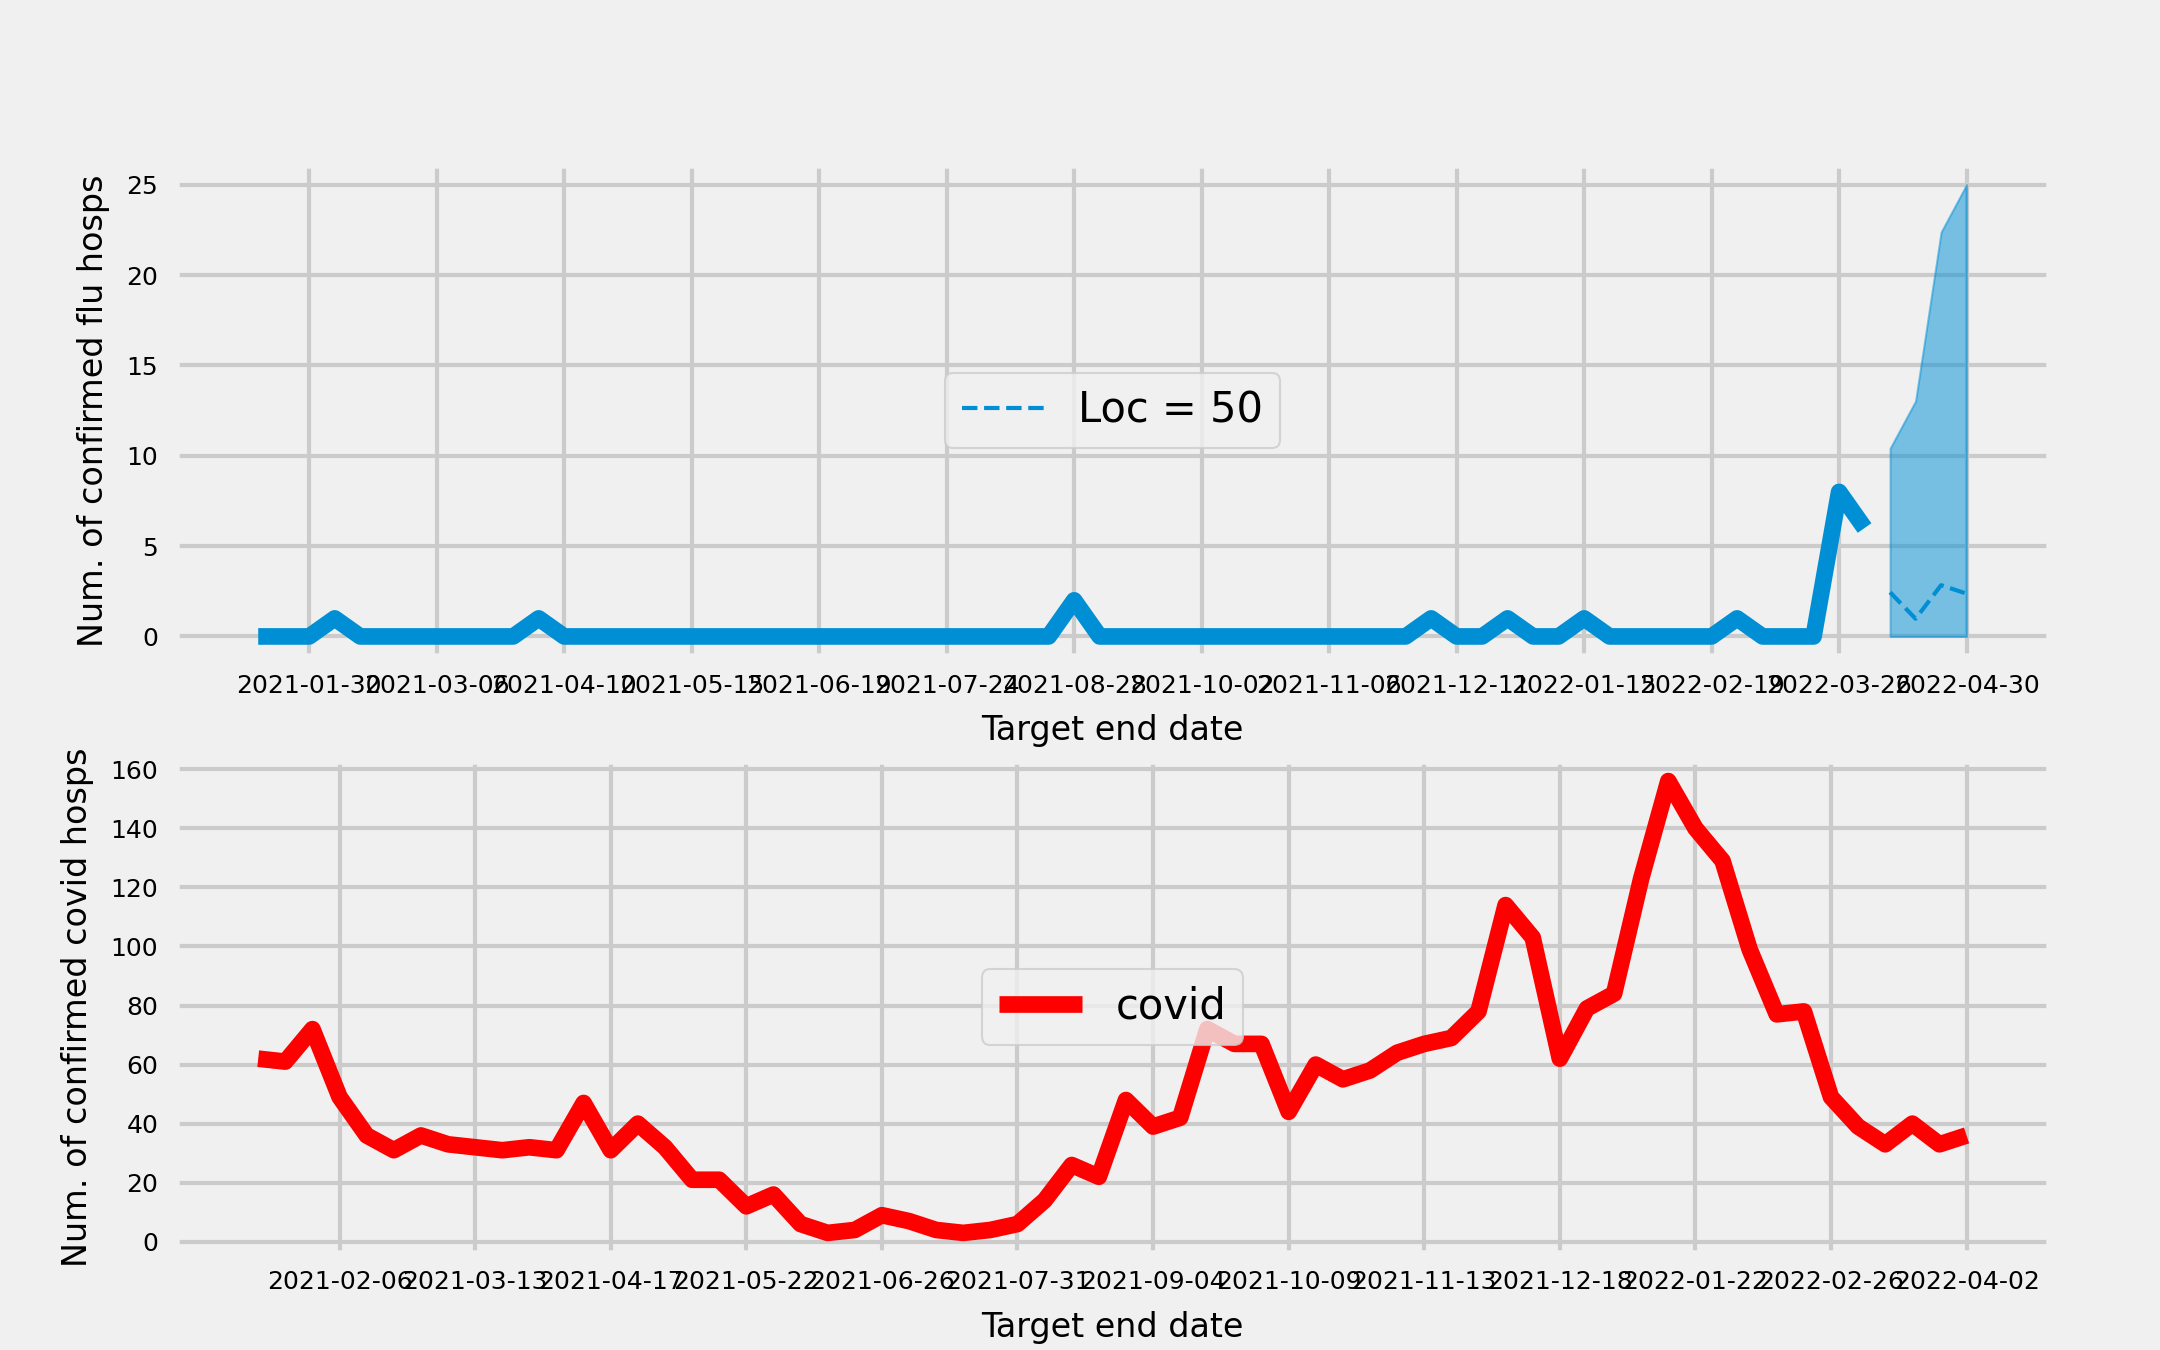 Num. of confirmed flu hosps
25
20
15
10
5
0
Loc = 50
2021-01-30 2021-03-06 2021-04-10 2021-05-15 2021-06-19 2021-07-24 2021-08-28 2021-10-02 2021-11-06 2021-12-11 2022-01-15 2022-02-19 2022-03-26 2022-04-30
Target end date
Num. of confirmed covid hosps
160
140
120
100
80
60
40
20
0
covid
2021-02-06 2021-03-13 2021-04-17 2021-05-22 2021-06-26 2021-07-31 2021-09-04 2021-10-09 2021-11-13 2021-12-18 2022-01-22 2022-02-26 2022-04-02
Target end date